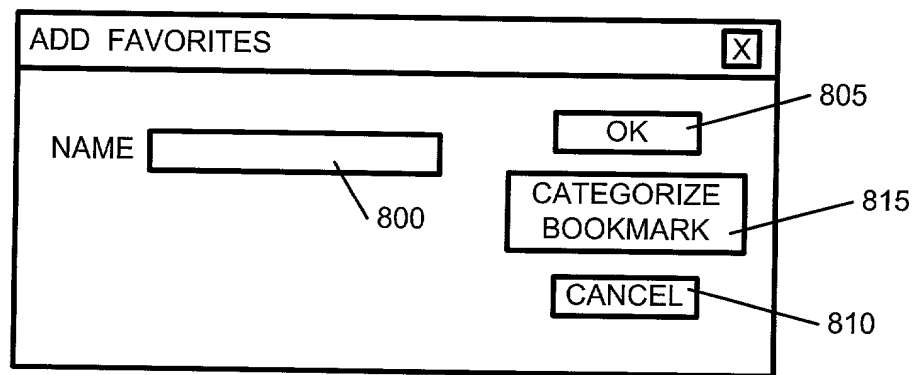 ADD FAVORITES X
805
NAME
OK
800
CATEGORIZE
BOOKMARK
815
CANCEL
810